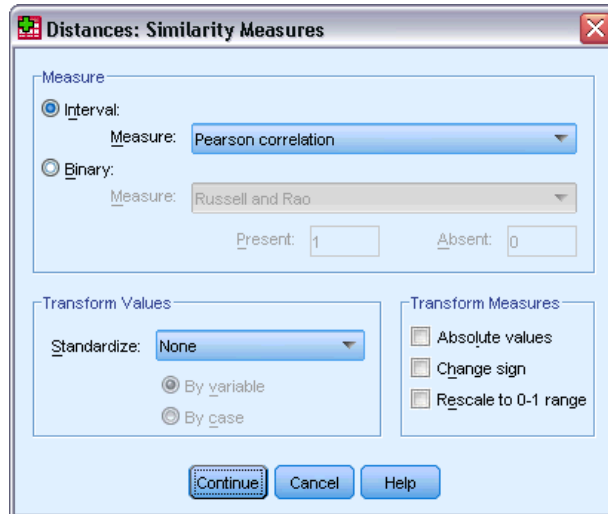 Distances: Similarity Measures
Measure
Interval:
Measure: Pearson correlation
Binary:
Measure: Russell and Rao
Present: 1 Absent: 0
Transform Values
Standardize: None
By variable
By case
Transform Measures
Absolute values
Change sign
Rescale to 0-1 range
Continue Cancel Help